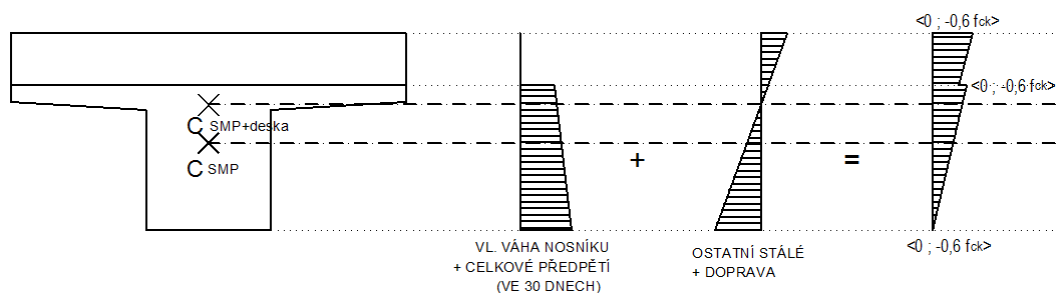 <0 ; -0,6 fck>
<0 ; -0,6 fck>
C SMP+deska
C SMP
+
=
VL. VÁHA NOSNÍKU
+ CELKOVÉ PŘEDPĚTÍ
(VE 30 DNECH)
OSTATNÍ STÁLÉ
+ DOPRAVA
<0 ; -0,6 fck>